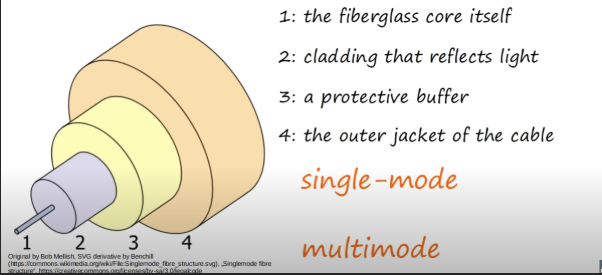 1: the fiberglass core itself
2: cladding that reflects light
3: a protective buffer
4: the outer jacket of the cable
single-mode
multimode
1 2 3 4
Original by Bob Mellish, SVG derivative by Benchill
(https://commons.wikimedia.org/wiki/File:Singlemode_fibre_structure.svg), „Singlemode fibre
structure", https://creativecommons.org/licenses/by-sa/3.0/legalcode